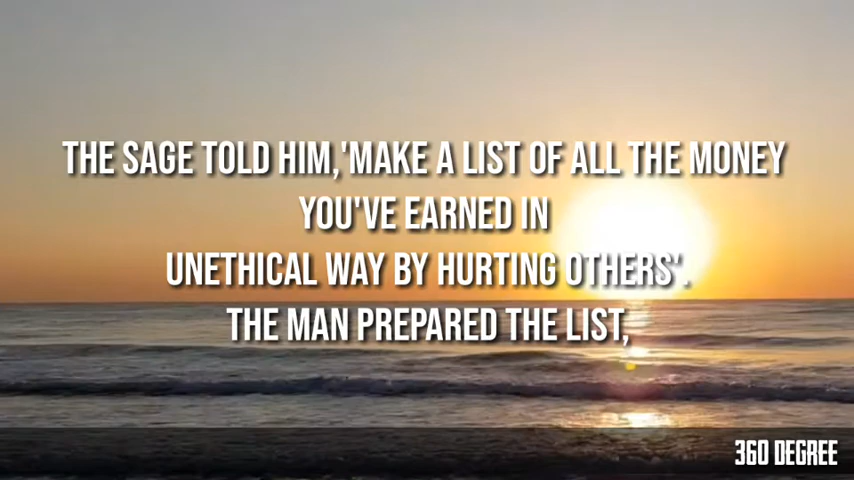 THE SAGE TOLD HIM,'MAKE A LIST OF ALL THE MONEY
YOU'VE EARNED IN
UNETHICAL WAY BY HURTING OTHERS'.
THE MAN PREPARED THE LIST,
360 DEGREE